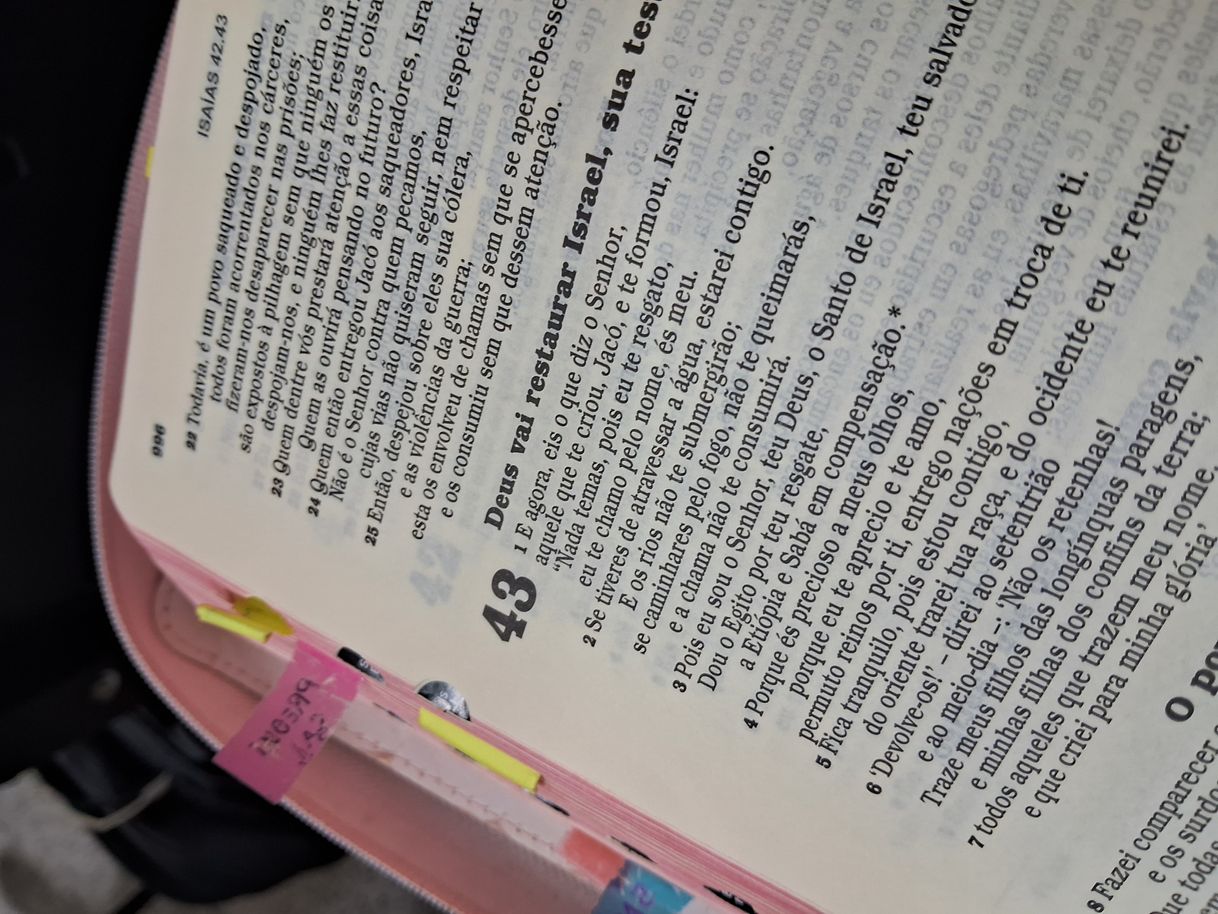 996
ISAÍAS 42.43
22 Todavia, é um povo saqueado e despojado,
todos foram acorrentados nos cárceres,
fizeram-nos desaparecer nas prisões;
são expostos à pilhagem sem que ninguém os
despojam-nos, e ninguém lhes faz restituir.
23 Quem dentre vós prestará atenção a essas coisa
Quem as ouvirá pensando no futuro?
24 Quem então entregou Jacó aos saqueadores, Isra
Não é o Senhor contra quem pecamos,
cujas vias não quiseram seguir, nem respeitar
25 Então, despejou sobre eles sua cólera,
e as violências da guerra;
esta os envolveu de chamas sem que se apercebesse
e os consumiu sem que dessem atenção.
Deus vai restaurar Israel, sua tes
43 1 E agora, eis o que diz o Senhor,
aquele que te criou, Jacó, e te formou, Israel:
“Nada temas, pois eu te resgato,
eu te chamo pelo nome, és meu.
2 Se tiveres de atravessar a água, estarei contigo.
E os rios não te submergirão;
se caminhares pelo fogo, não te queimarás,
e a chama não te consumirá.
3 Pois eu sou o Senhor, teu Deus, o Santo de Israel, teu salvado
Dou o Egito por teu resgate,
a Etiópia e Sabá em compensação.*
4 Porque és precioso a meus olhos,
porque eu te aprecio e te amo,
permuto reinos por ti, entrego nações em troca de ti.
5 Fica tranquilo, pois estou contigo,
do oriente trarei tua raça, e do ocidente eu te reunirei.
6 ‘Devolve-os!’ – direi ao setentrião
e ao meio-dia –: ‘Não os retenhas!
Traze meus filhos das longínquas paragens,
e minhas filhas dos confins da terra;
7 todos aqueles que trazem meu nome,
e que criei para minha glória’
O po
8 Fazei comparecer
e os surdo
ue todas